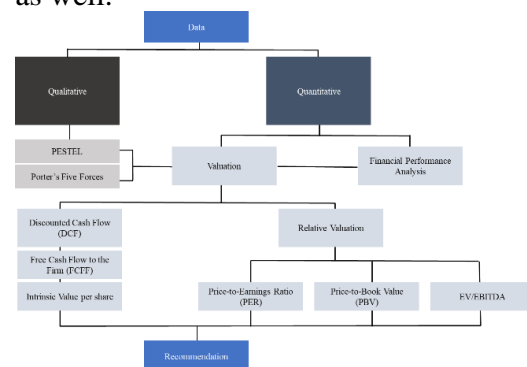 as well.
Data
Qualitative
Quantitative
PESTEL
Porter's Five Forces
Valuation
Financial Performance
Analysis
Discounted Cash Flow
(DCF)
Relative Valuation
Free Cash Flow to the
Firm (FCFF)
Intrinsic Value per share
Price-to-Earnings Ratio
(PER)
Price-to-Book Value
(PBV)
EV/EBITDA
Recommendation